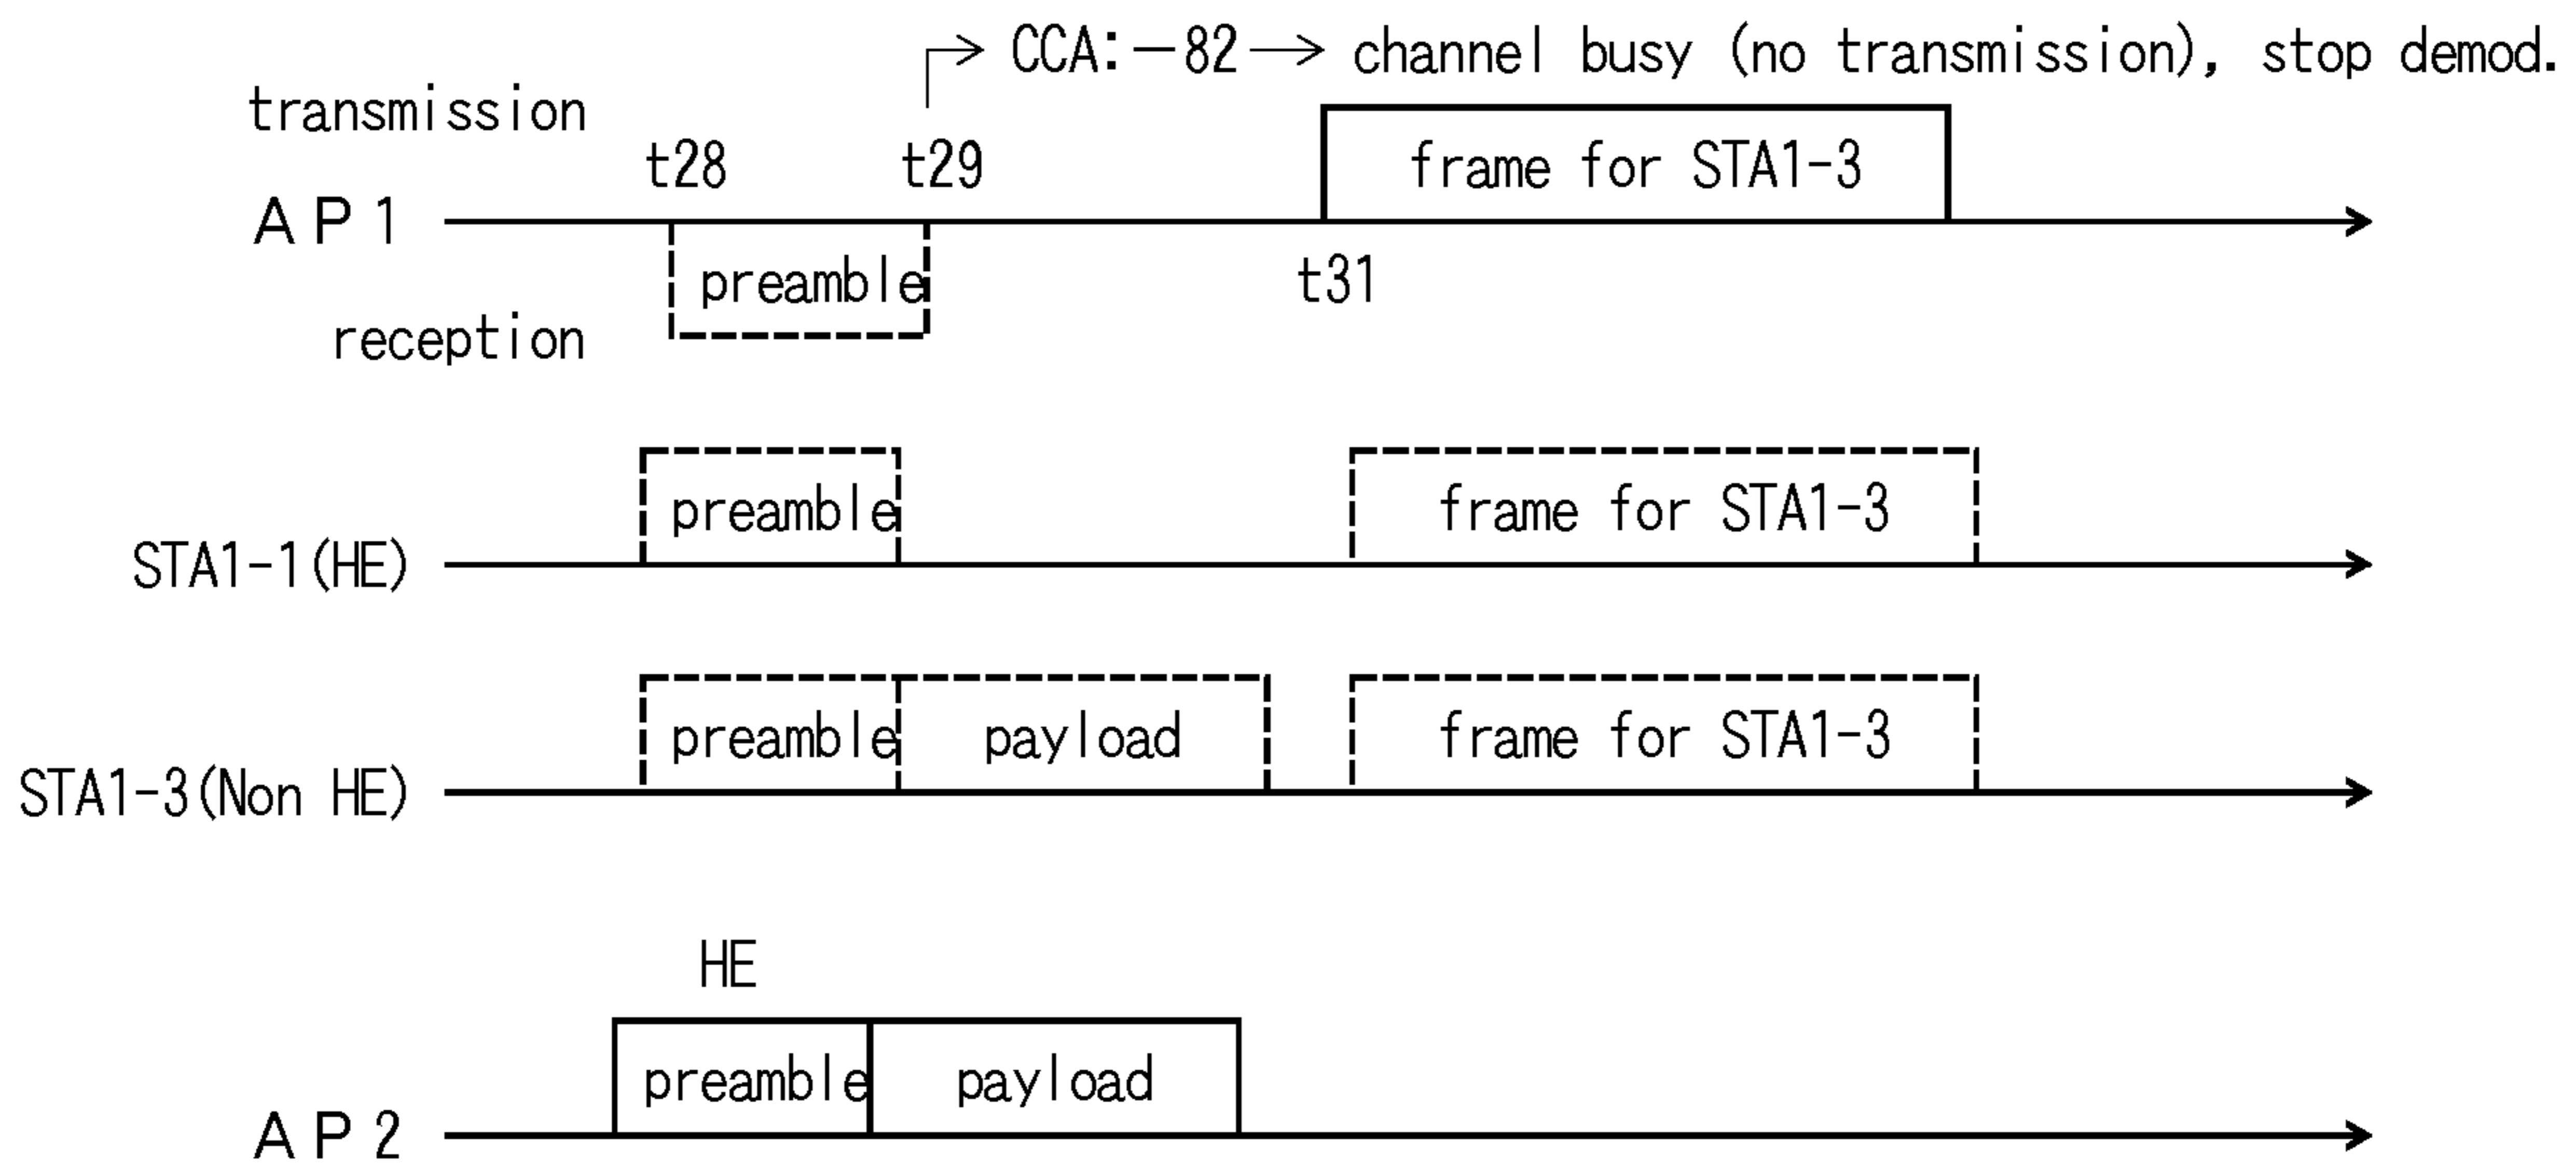 CCA:−82 → channel busy (no transmission), stop demod.
transmission
t28 t29 frame for STA1-3
AP1
preamble t31
reception
preamble frame for STA1-3
STA1-1(HE)
preamble payload frame for STA1-3
STA1-3(Non HE)
HE
preamble payload
AP2